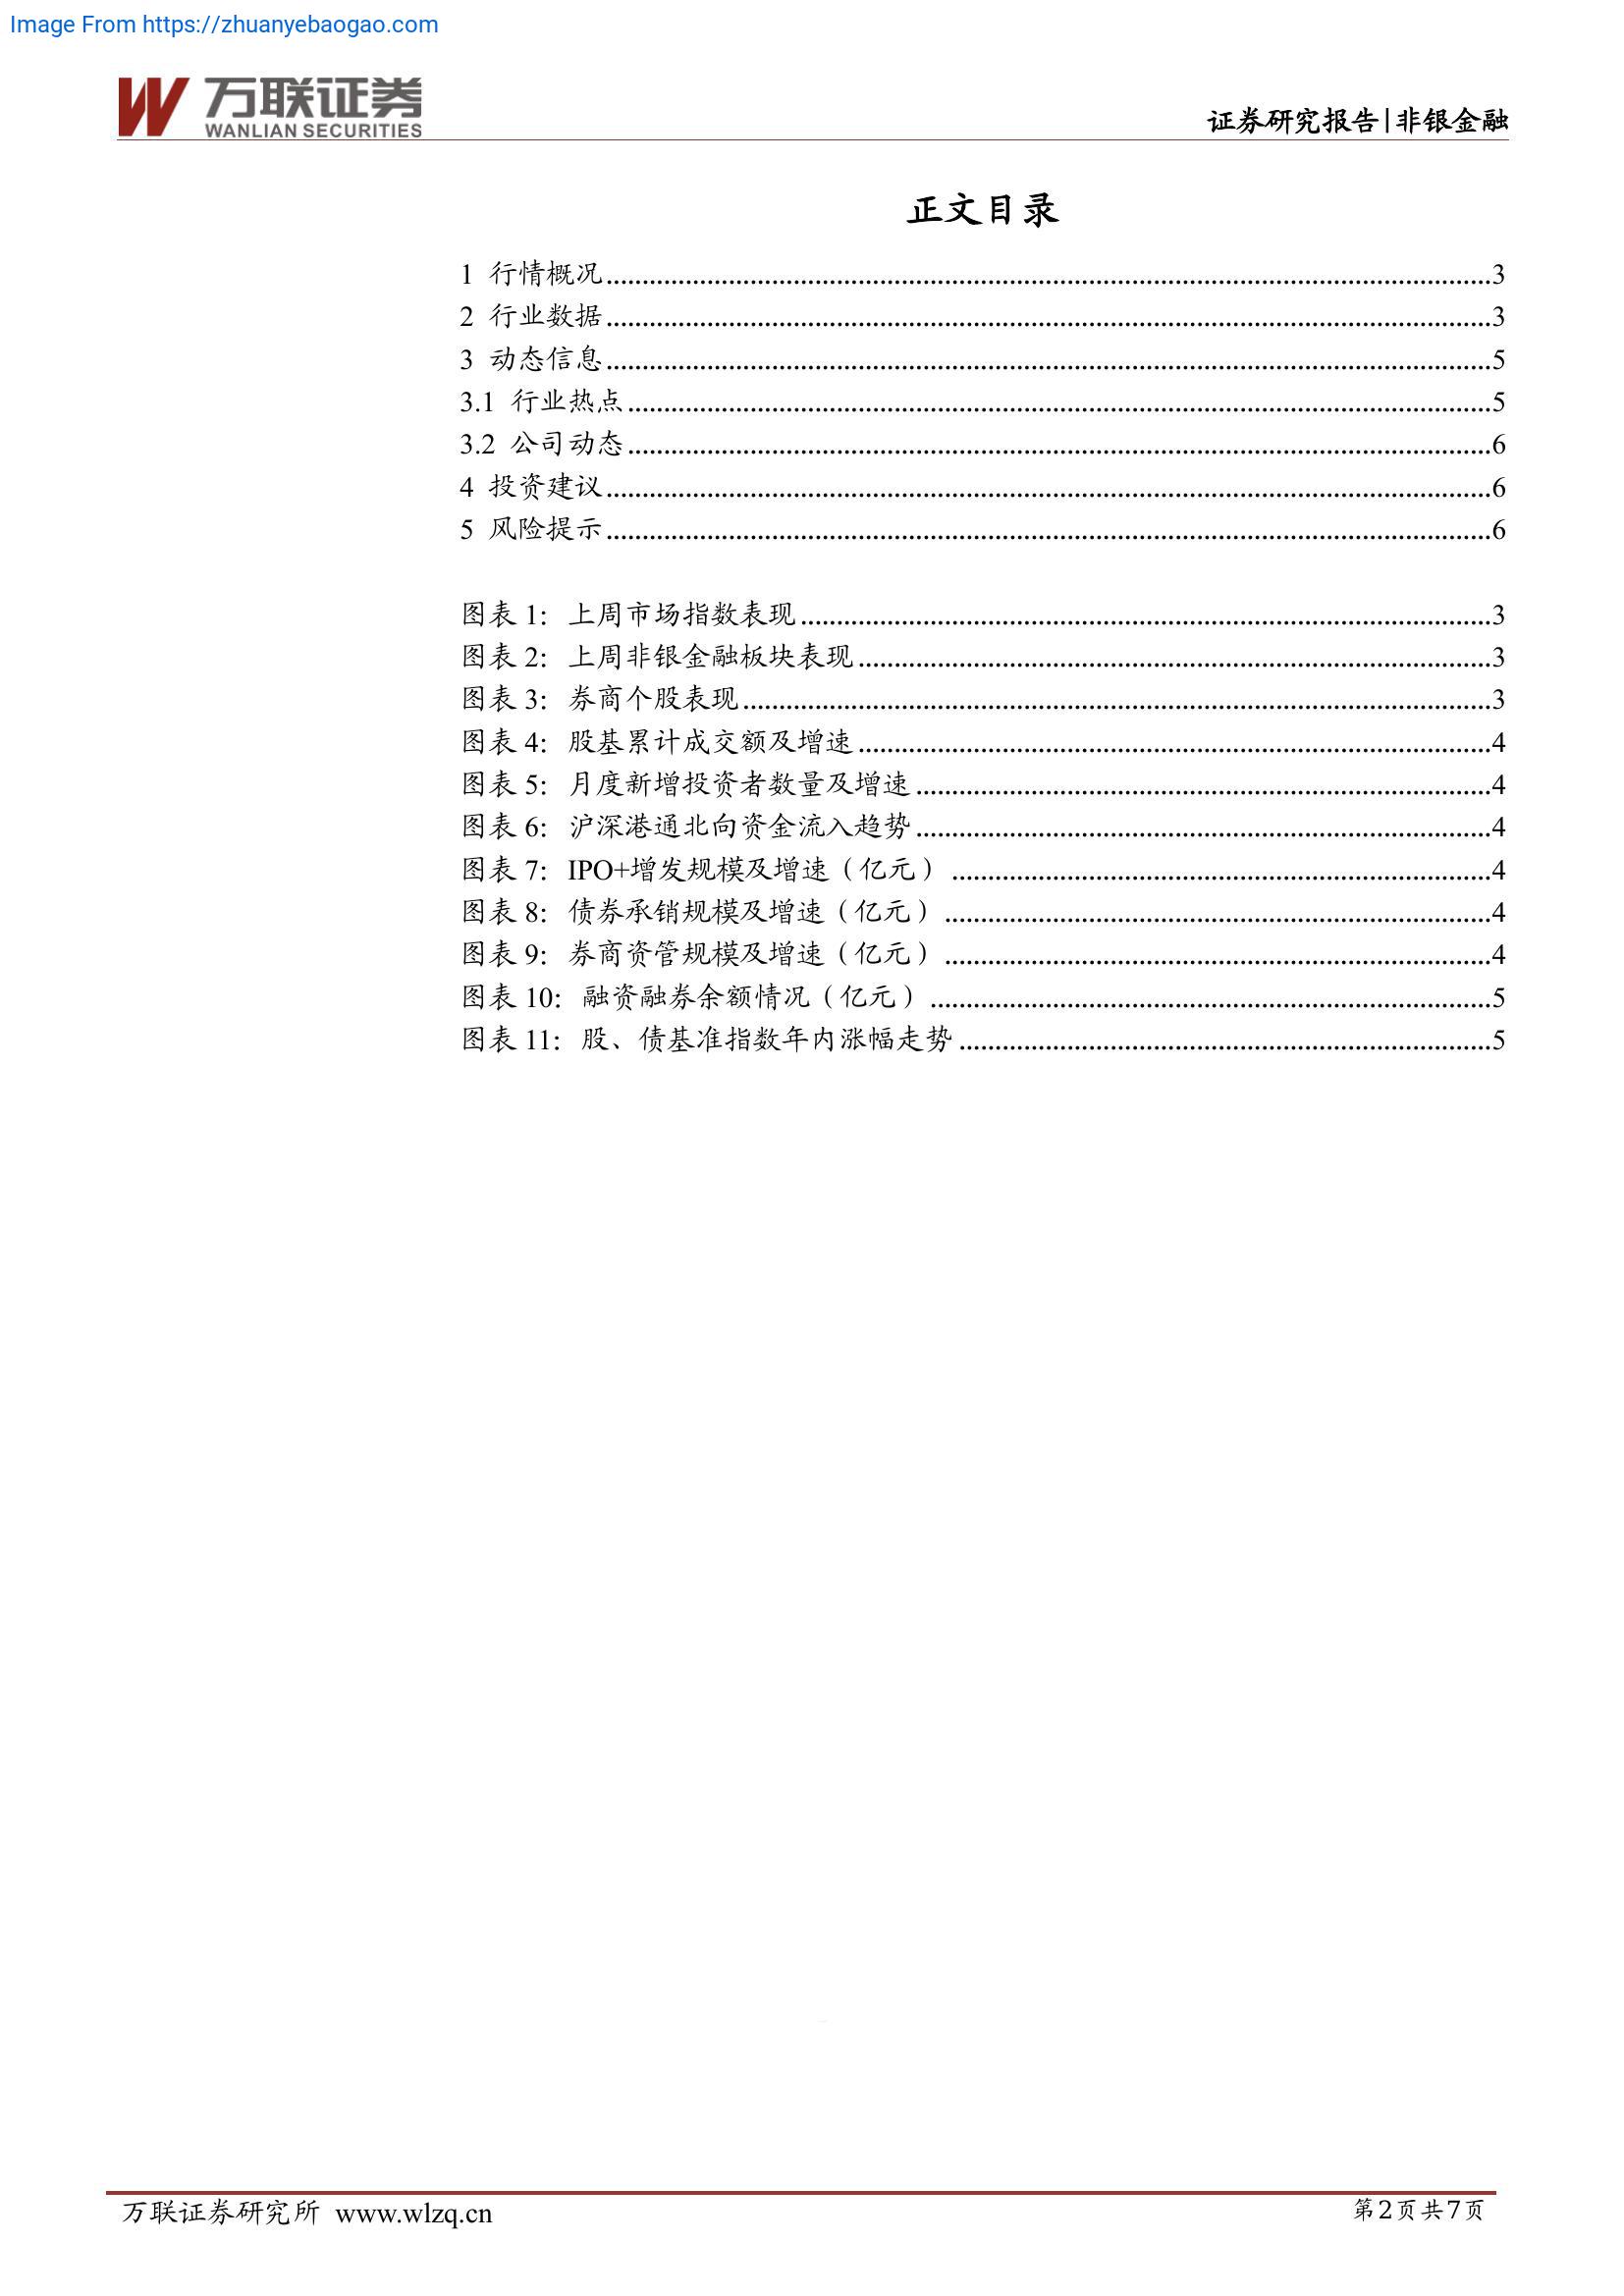 Image From https://zhuanyebaogao.com
万联证券
WANLIAN SECURITIES
证券研究报告|非银金融
正文目录
1 行情概况...3
2 行业数据...3
3 动态信息...5
3.1 行业热点...5
3.2 公司动态...6
4 投资建议...6
5 风险提示...6
图表 1：上周市场指数表现...3
图表 2：上周非银金融板块表现...3
图表 3：券商个股表现...3
图表 4：股基累计成交额及增速...4
图表 5：月度新增投资者数量及增速...4
图表 6：沪深港通北向资金流入趋势...4
图表 7：IPO+增发规模及增速（亿元）...4
图表 8：债券承销规模及增速（亿元）...4
图表 9：券商资管规模及增速（亿元）...4
图表 10：融资融券余额情况（亿元）...5
图表 11：股、债基准指数年内涨幅走势...5
万联证券研究所 www.wlzq.cn
第2页共7页